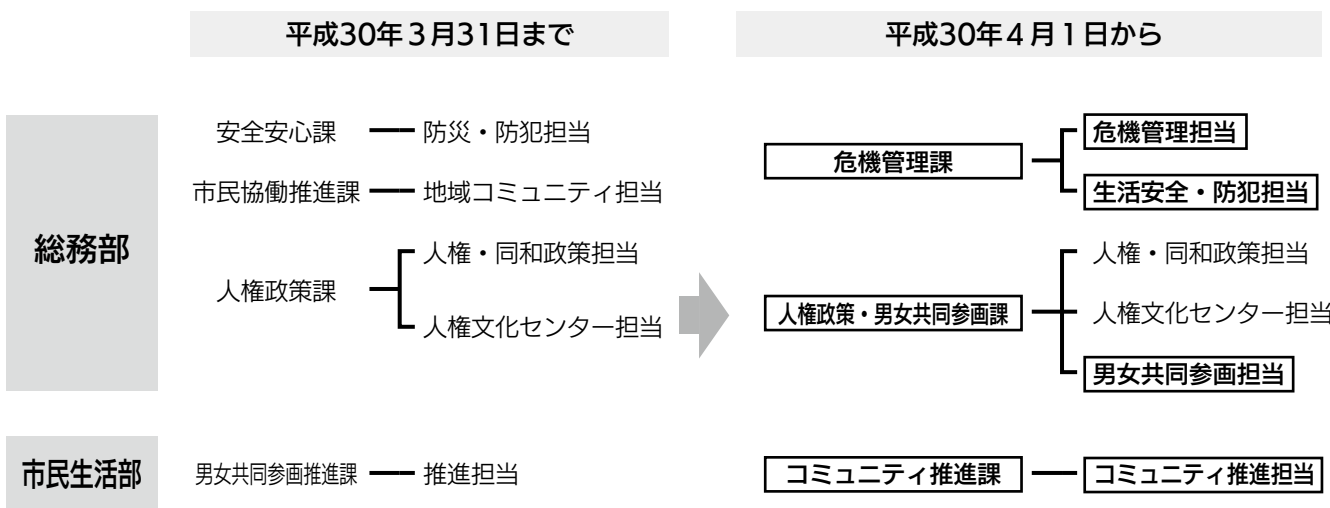 平成30年３月31日まで
平成30年４月１日から
総務部
安全安心課
防災・防犯担当
市民協働推進課
地域コミュニティ担当
人権政策課
人権・同和政策担当
人権文化センター担当
危機管理課
危機管理担当
生活安全・防犯担当
人権政策・男女共同参画課
人権・同和政策担当
人権文化センター担当
男女共同参画担当
市民生活部
男女共同参画推進課
推進担当
コミュニティ推進課
コミュニティ推進担当